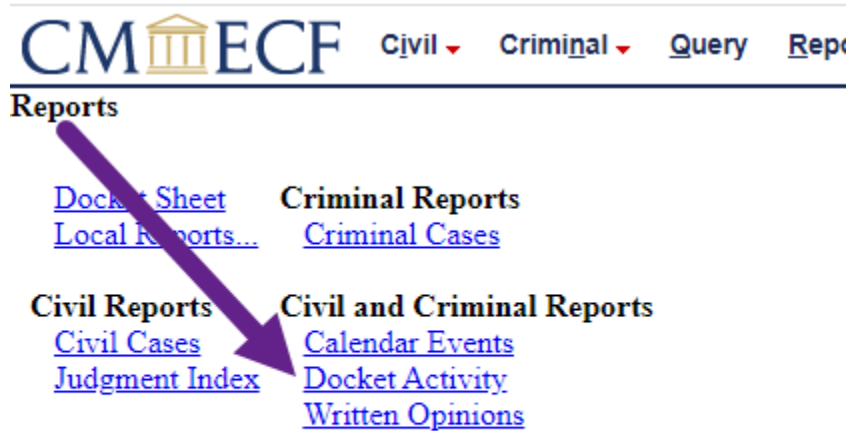 CM ECF Civil Criminal Query Repo
Reports
Docket Sheet Criminal Reports
Local Reports... Criminal Cases
Civil Reports Civil and Criminal Reports
Civil Cases Calendar Events
Judgment Index Docket Activity
Written Opinions